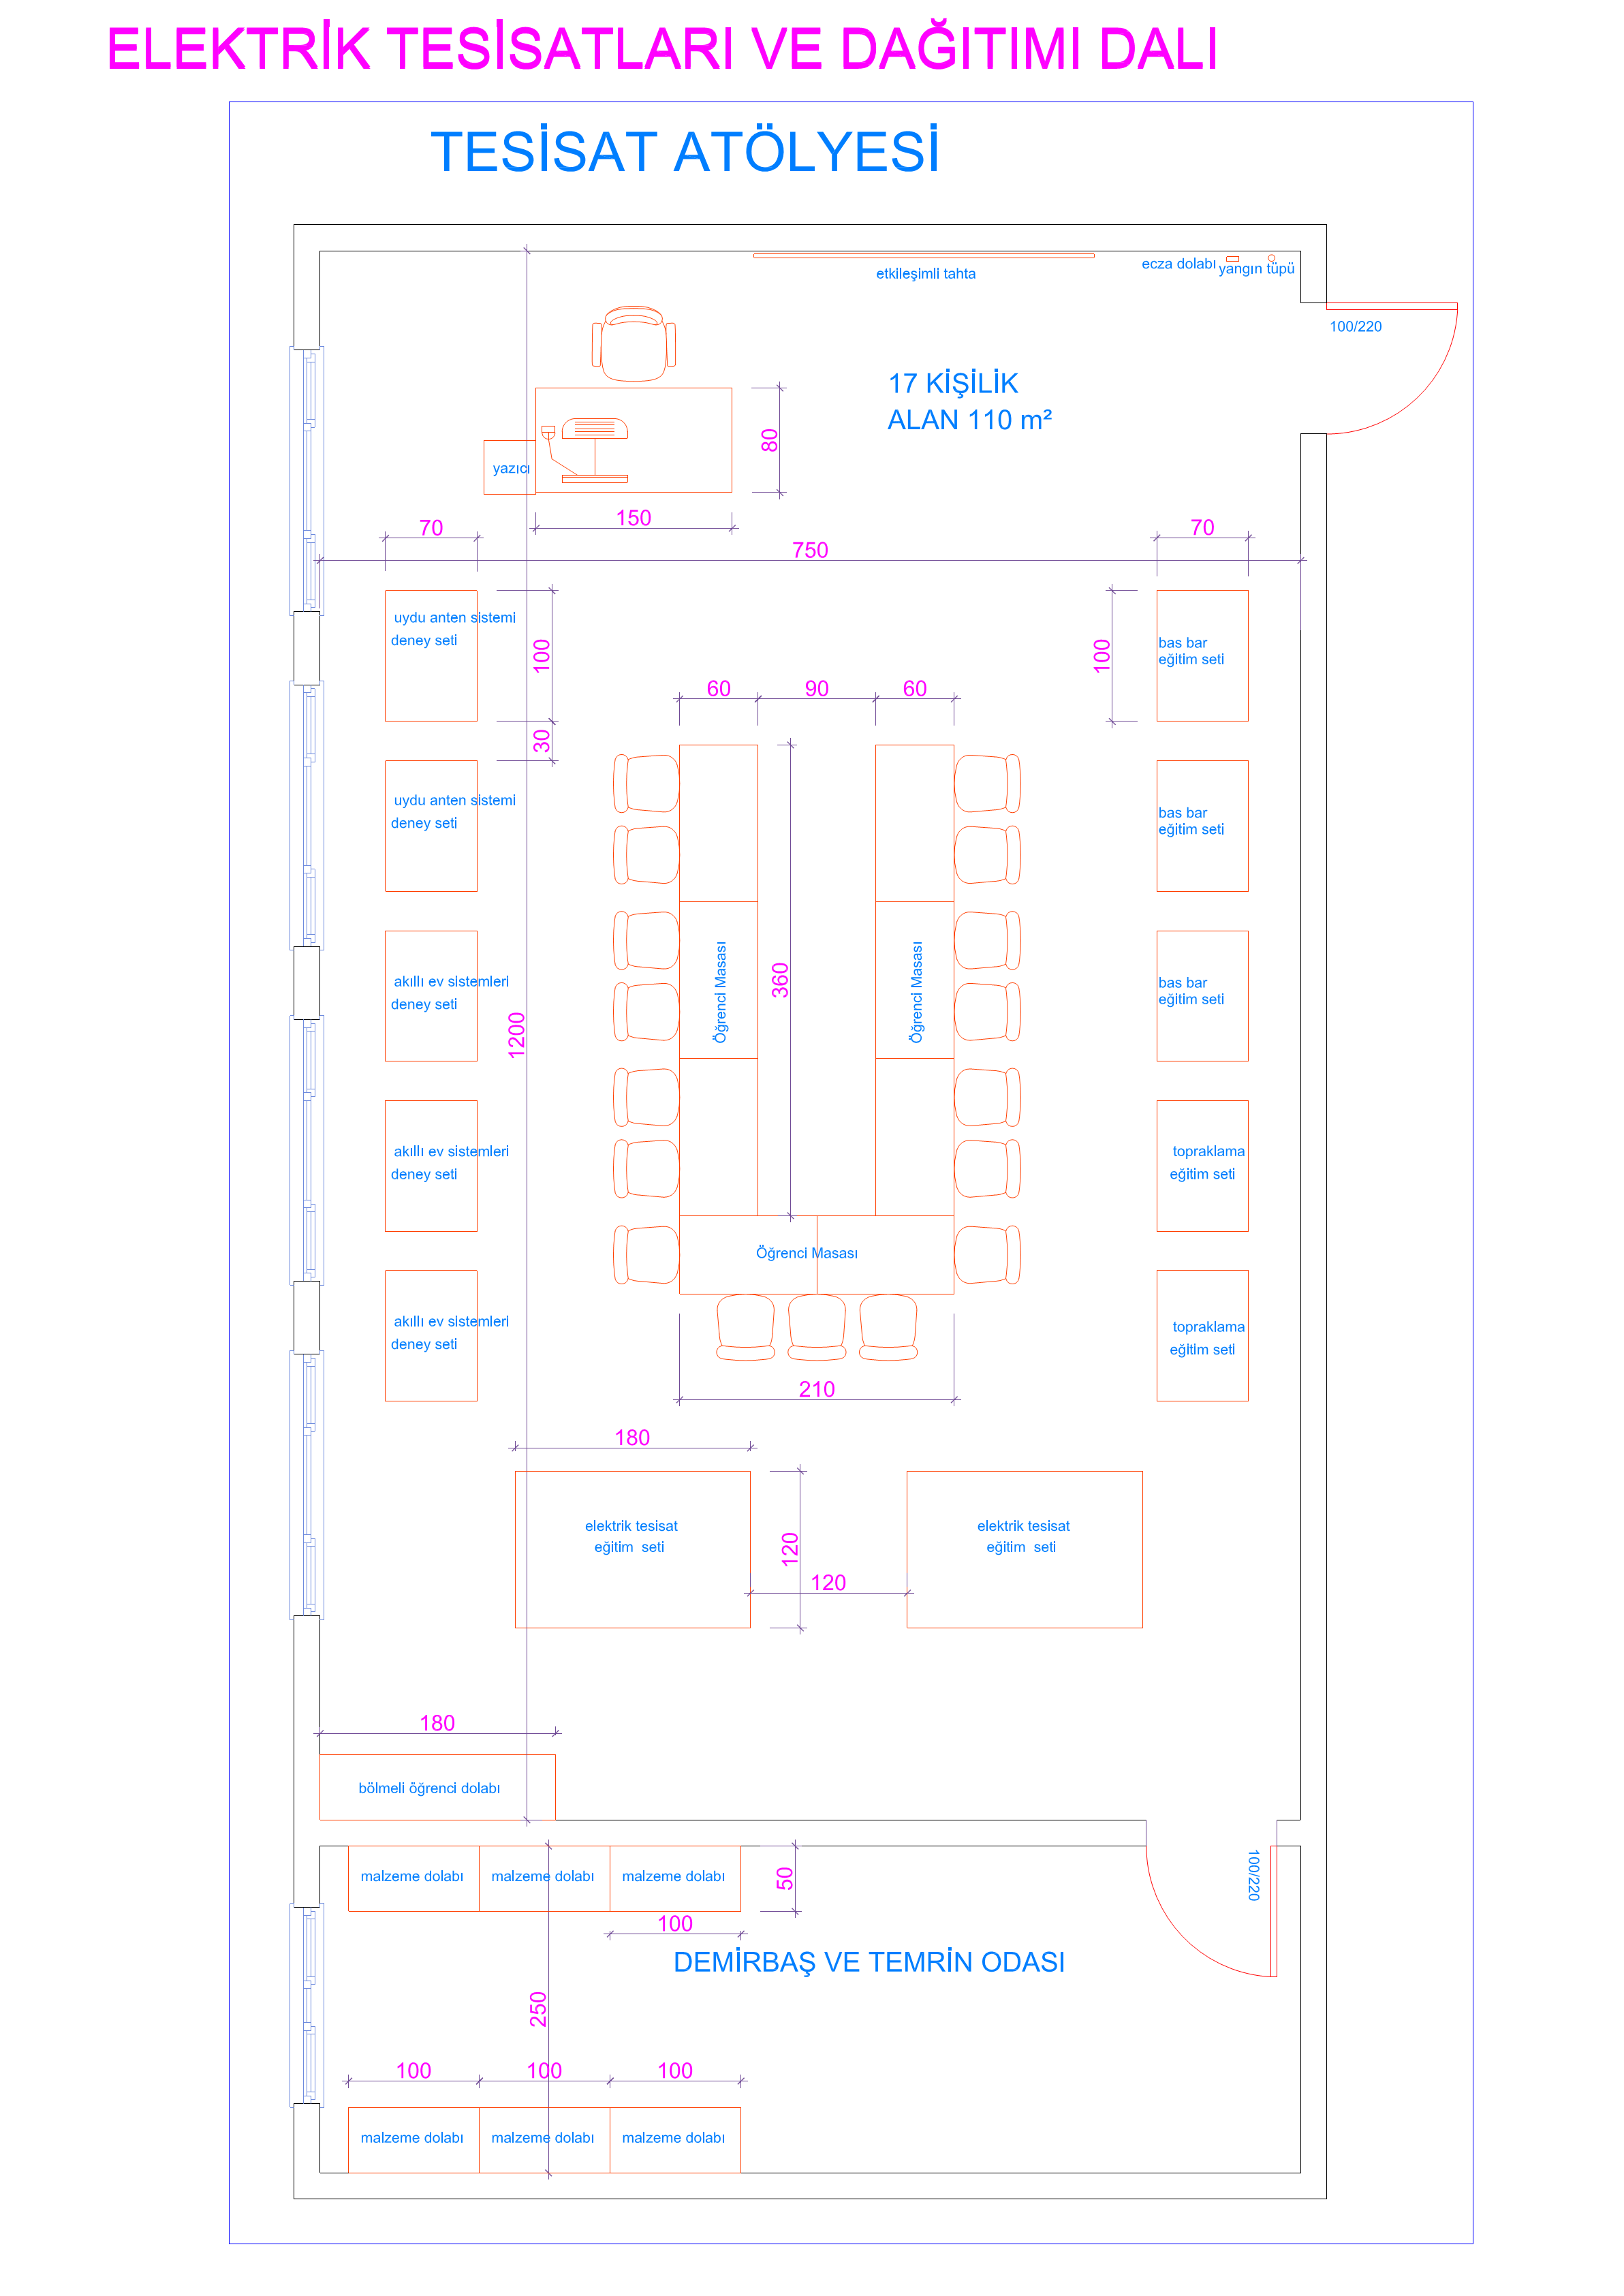 ELEKTRİK TESİSATLARI VE DAĞITIMI DALI
TESİSAT ATÖLYESİ
etkileşimli tahta
ecza dolabı
yangın tüpü
100/220
17 KİŞİLİK
ALAN 110 m²
80
yazıcı
150
70
70
750
uydu anten sistemi
deney seti
100
100
bas bar
eğitim seti
60
90
60
30
uydu anten sistemi
deney seti
bas bar
eğitim seti
akıllı ev sistemleri
deney seti
1200
Öğrenci Masası
360
Öğrenci Masası
bas bar
eğitim seti
akıllı ev sistemleri
deney seti
topraklama
eğitim seti
Öğrenci Masası
akıllı ev sistemleri
deney seti
topraklama
eğitim seti
210
180
elektrik tesisat
eğitim seti
120
120
elektrik tesisat
eğitim seti
180
bölmeli öğrenci dolabı
malzeme dolabı
malzeme dolabı
malzeme dolabı
50
100/220
100
DEMİRBAŞ VE TEMRİN ODASI
250
100
100
100
malzeme dolabı
malzeme dolabı
malzeme dolabı